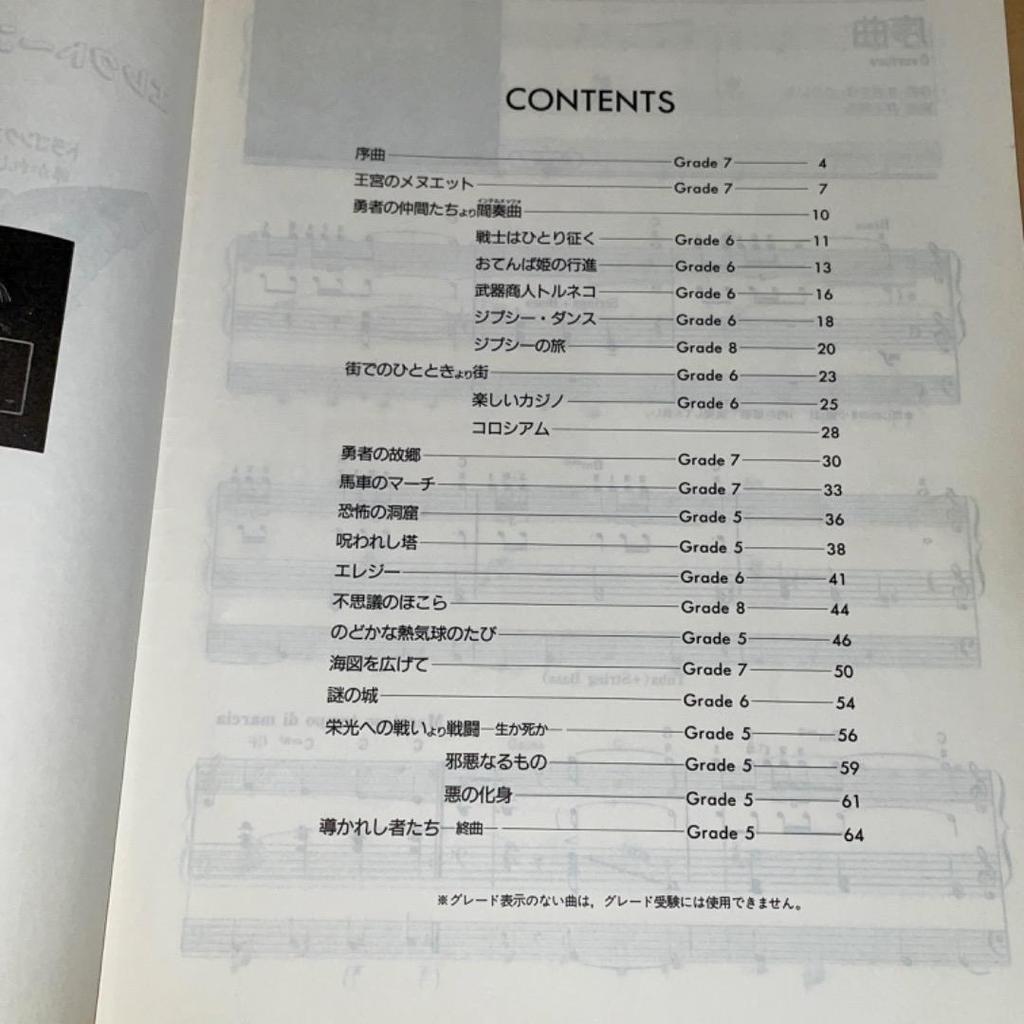 CONTENTS
序曲 Grade 7 4
王宮のメヌエット Grade 7 7
勇者の仲間たちより間奏曲 10
インテルメッツォ
戦士はひとり征く Grade 6 11
おてんば姫の行進 Grade 6 13
武器商人トルネコ Grade 6 16
ジプシー・ダンス Grade 6 18
ジプシーの旅 Grade 8 20
街でのひとときより街 Grade 6 23
楽しいカジノ Grade 6 25
コロシアム 28
勇者の故郷 Grade 7 30
馬車のマーチ Grade 7 33
恐怖の洞窟 Grade 5 36
呪われし塔 Grade 5 38
エレジー Grade 6 41
不思議のほこら Grade 8 44
のどかな熱気球のたび Grade 5 46
海図を広げて Grade 7 50
謎の城 Grade 6 54
栄光への戦いより戦闘—生か死か— Grade 5 56
邪悪なるもの Grade 5 59
悪の化身 Grade 5 61
導かれし者たち—終曲— Grade 5 64
※グレード表示のない曲は，グレード受験には使用できません。